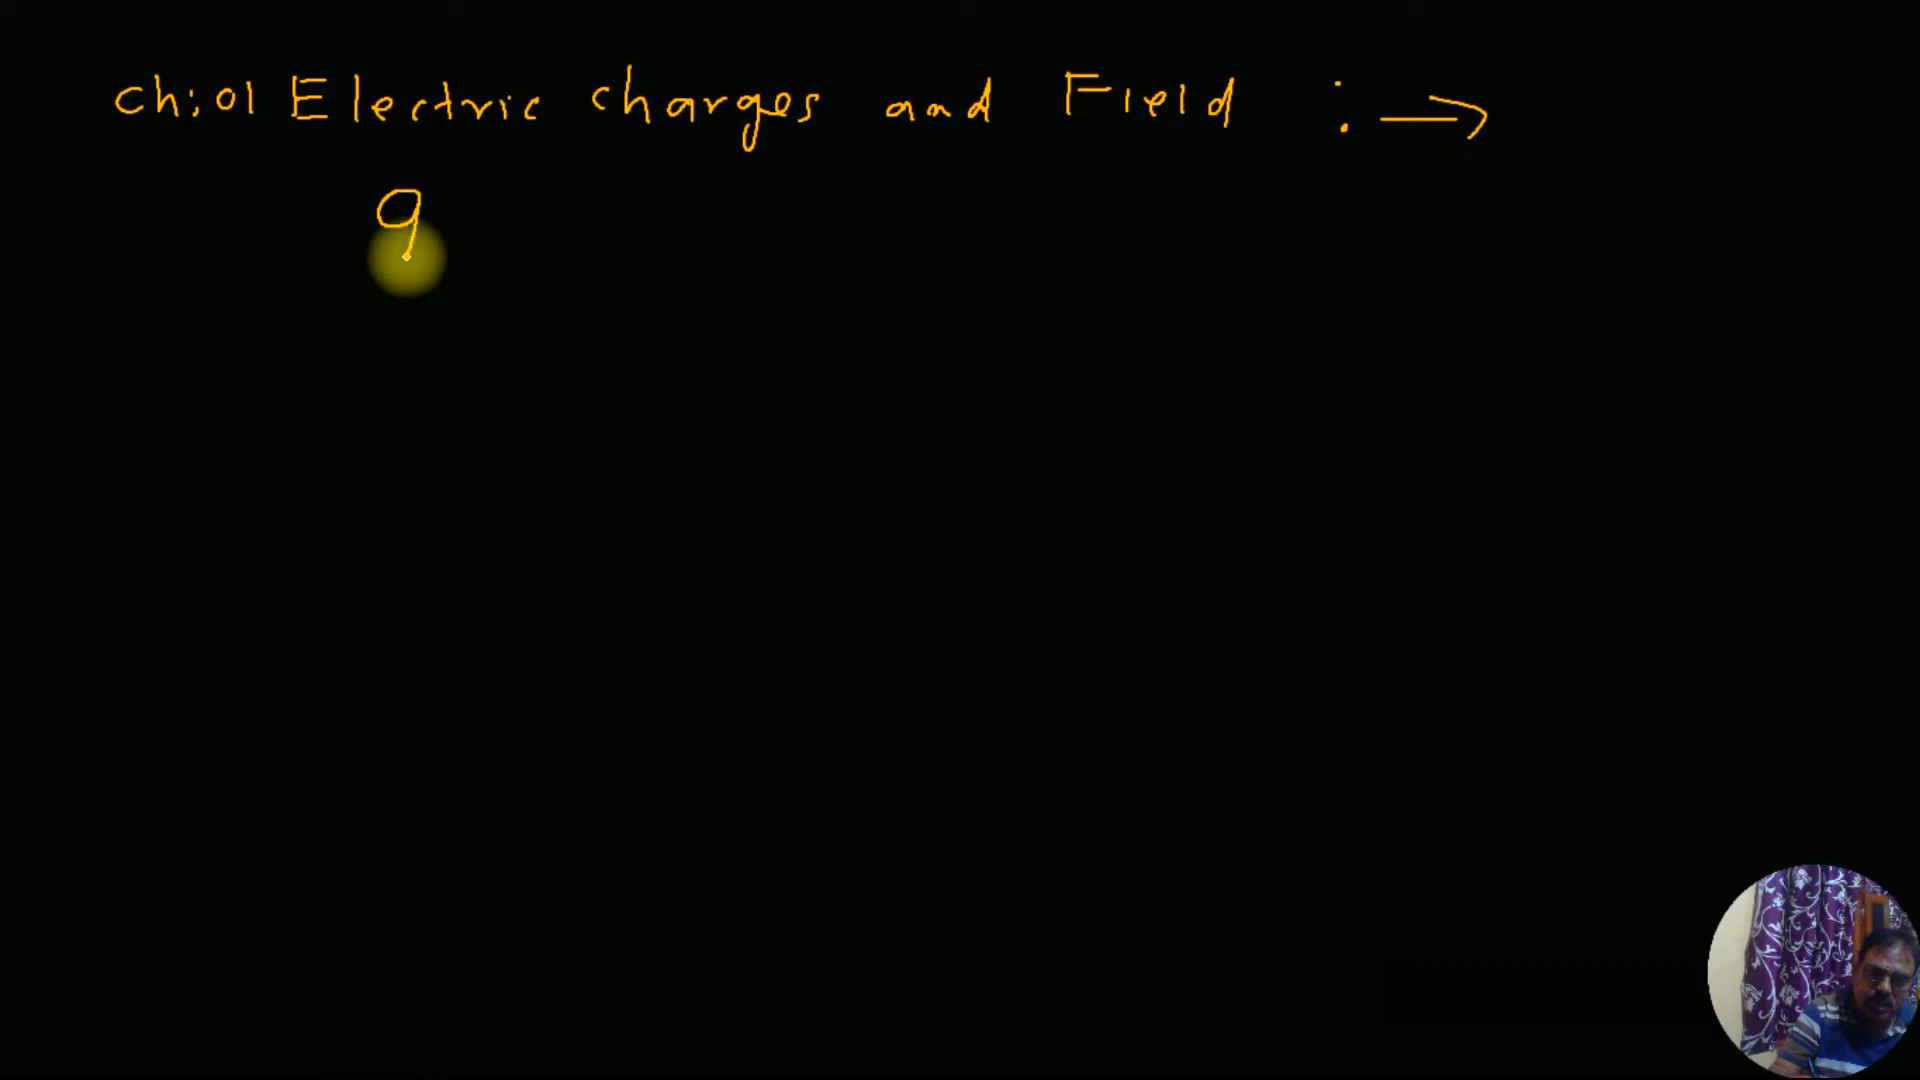 ch:01 Electric charges and Field :→
q